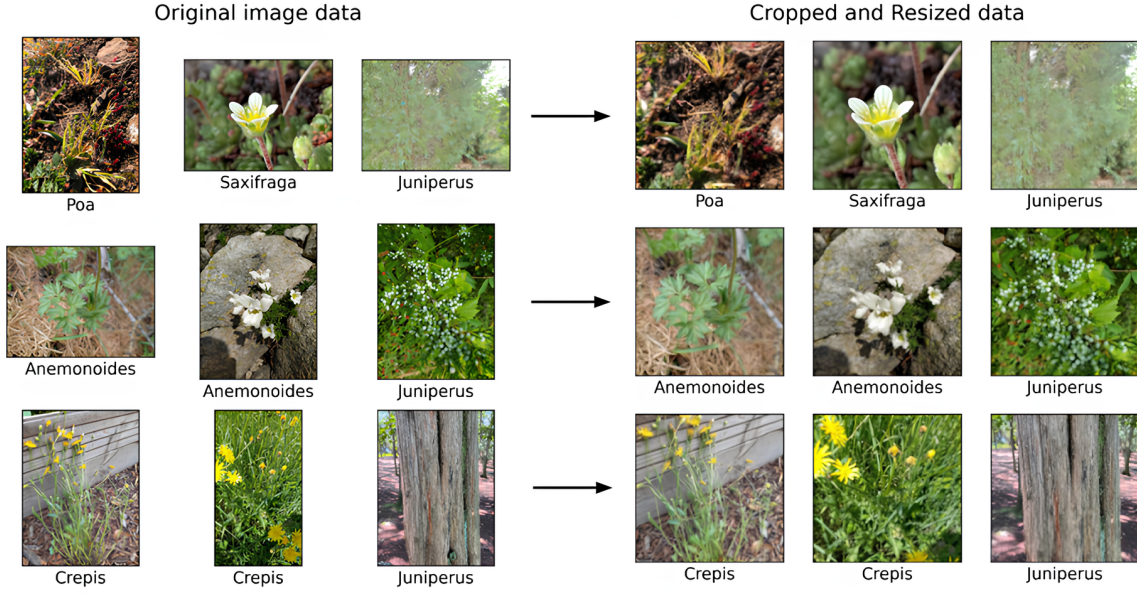 Original image data
Cropped and Resized data
Poa
Saxifraga
Juniperus
Poa
Saxifraga
Juniperus
Anemonoides
Anemonoides
Juniperus
Anemonoides
Anemonoides
Juniperus
Crepis
Crepis
Juniperus
Crepis
Crepis
Juniperus